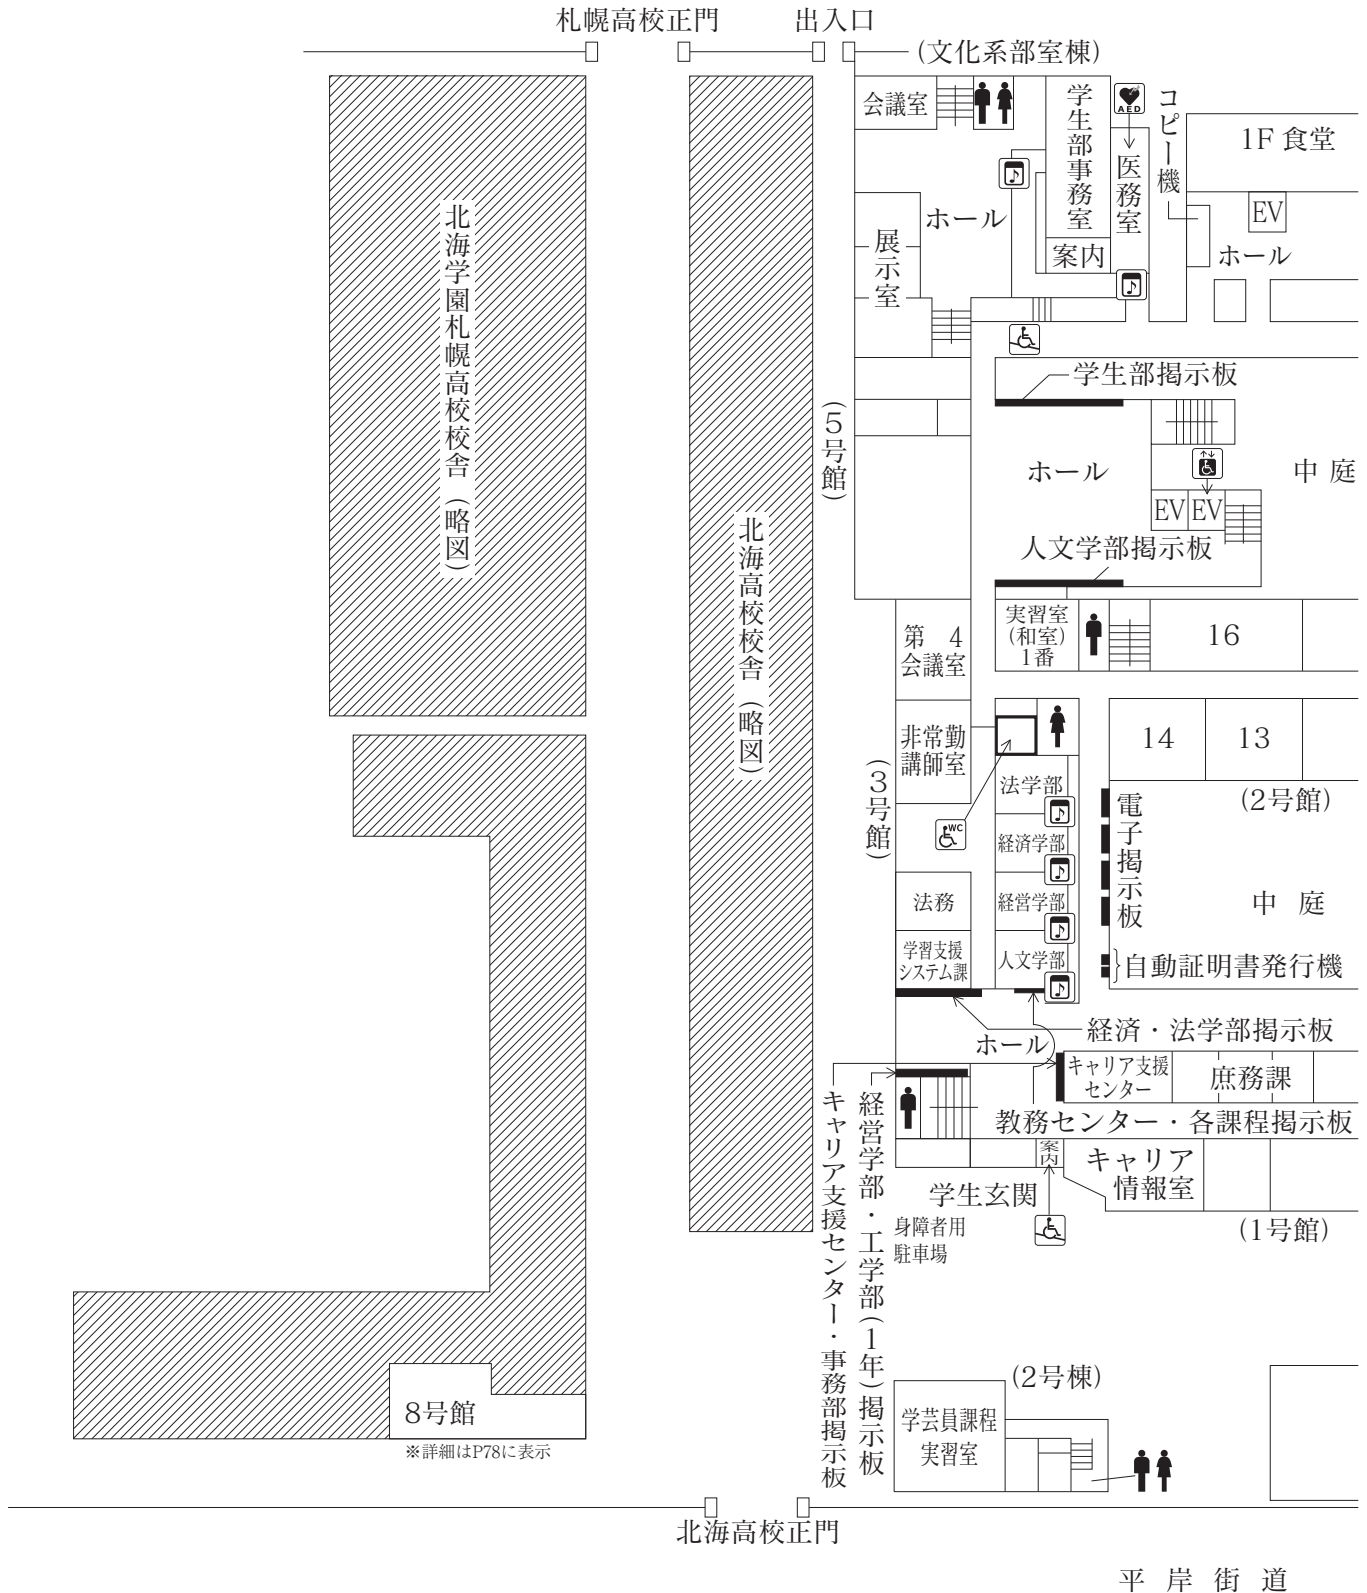 札幌高校正門
出入口
(文化系部室棟)
会議室
学生部事務室
AED
コピー機
1F 食堂
医務室
EV
ホール
展示室
案内
ホール
北海学園札幌高校校舎(略図)
学生部掲示板
(5号館)
ホール
中庭
EV
EV
人文学部掲示板
北海高校校舎(略図)
実習室
(和室)
1番
16
第 4
会議室
非常勤
講師室
14
13
(2号館)
(3号館)
法学部
WC
経済学部
電子掲示板
法務
経営学部
中庭
学習支援
システム課
人文学部
自動証明書発行機
経済・法学部掲示板
ホール
キャリア支援
センター
庶務課
教務センター・各課程掲示板
案内
キャリア
情報室
学生玄関
身障者用
駐車場
(1号館)
キャリア支援センター・事務部掲示板
経営学部・工学部(1年)掲示板
(2号棟)
学芸員課程
実習室
8号館
※詳細はP78に表示
北海高校正門
平岸街道